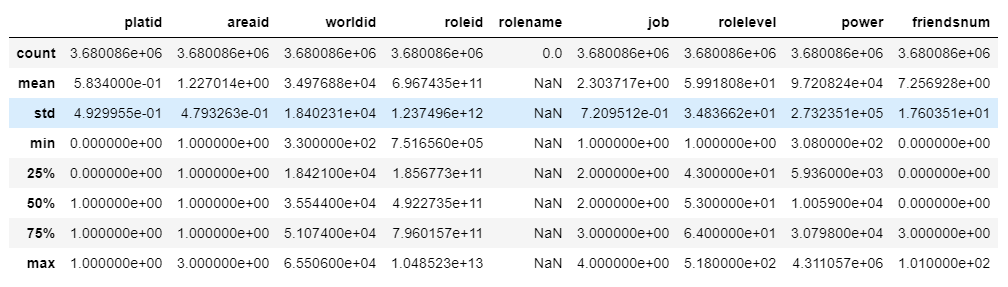 platid areaid worldid roleid rolename job rolelevel power friendsnum
count 3.680086e+06 3.680086e+06 3.680086e+06 3.680086e+06 0.0 3.680086e+06 3.680086e+06 3.680086e+06 3.680086e+06
mean 5.834000e-01 1.227014e+00 3.497688e+04 6.967435e+11 NaN 2.303717e+00 5.991808e+01 9.720824e+04 7.256928e+00
std 4.929955e-01 4.793263e-01 1.840231e+04 1.237496e+12 NaN 7.209512e-01 3.483662e+01 2.732351e+05 1.760351e+01
min 0.000000e+00 1.000000e+00 3.300000e+02 7.516560e+05 NaN 1.000000e+00 1.000000e+00 3.080000e+02 0.000000e+00
25% 0.000000e+00 1.000000e+00 1.842100e+04 1.856773e+11 NaN 2.000000e+00 4.300000e+01 5.936000e+03 0.000000e+00
50% 1.000000e+00 1.000000e+00 3.554400e+04 4.922735e+11 NaN 2.000000e+00 5.300000e+01 1.005900e+04 0.000000e+00
75% 1.000000e+00 1.000000e+00 5.107400e+04 7.960157e+11 NaN 3.000000e+00 6.400000e+01 3.079800e+04 3.000000e+00
max 1.000000e+00 3.000000e+00 6.550600e+04 1.048523e+13 NaN 4.000000e+00 5.180000e+02 4.311057e+06 1.010000e+02